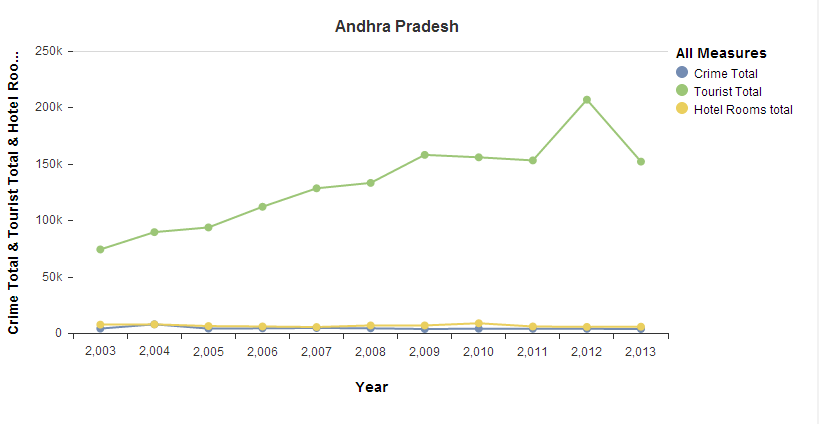 Andhra Pradesh
Crime Total & Tourist Total & Hotel Roo...
250k
200k
150k
100k
50k
0
2,003 2,004 2,005 2,006 2,007 2,008 2,009 2,010 2,011 2,012 2,013
Year
All Measures
Crime Total
Tourist Total
Hotel Rooms total